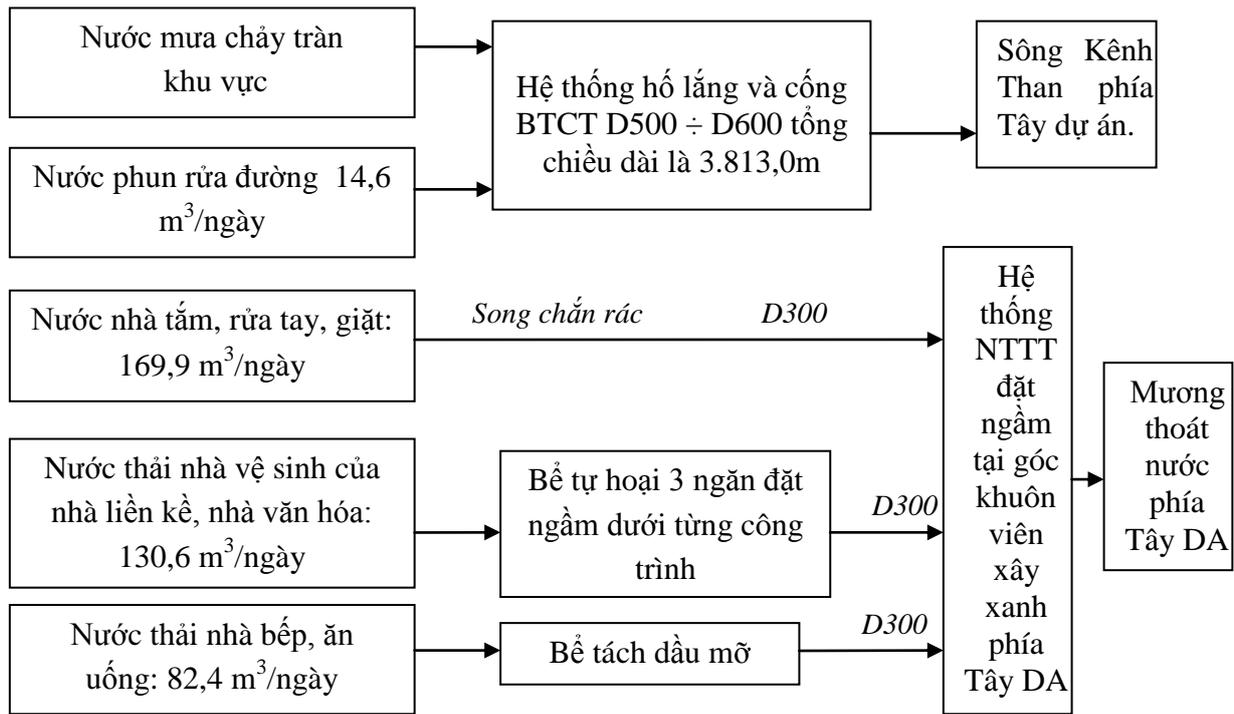 Nước mưa chảy tràn
khu vực
Nước phun rửa đường 14,6
m³/ngày
Hệ thống hố lắng và cống
BTCT D500 ÷ D600 tổng
chiều dài là 3.813,0m
Sông Kênh
Than phía
Tây dự án.
Nước nhà tắm, rửa tay, giặt:
169,9 m³/ngày
Song chắn rác D300
Nước thải nhà vệ sinh của
nhà liền kề, nhà văn hóa:
130,6 m³/ngày
Bể tự hoại 3 ngăn đặt
ngầm dưới từng công
trình
D300
Nước thải nhà bếp, ăn
uống: 82,4 m³/ngày
Bể tách dầu mỡ
D300
Hệ
thống
NTTT
đặt
ngầm
tại góc
khuôn
viên
xây
xanh
phía
Tây DA
Mương
thoát
nước
phía
Tây DA